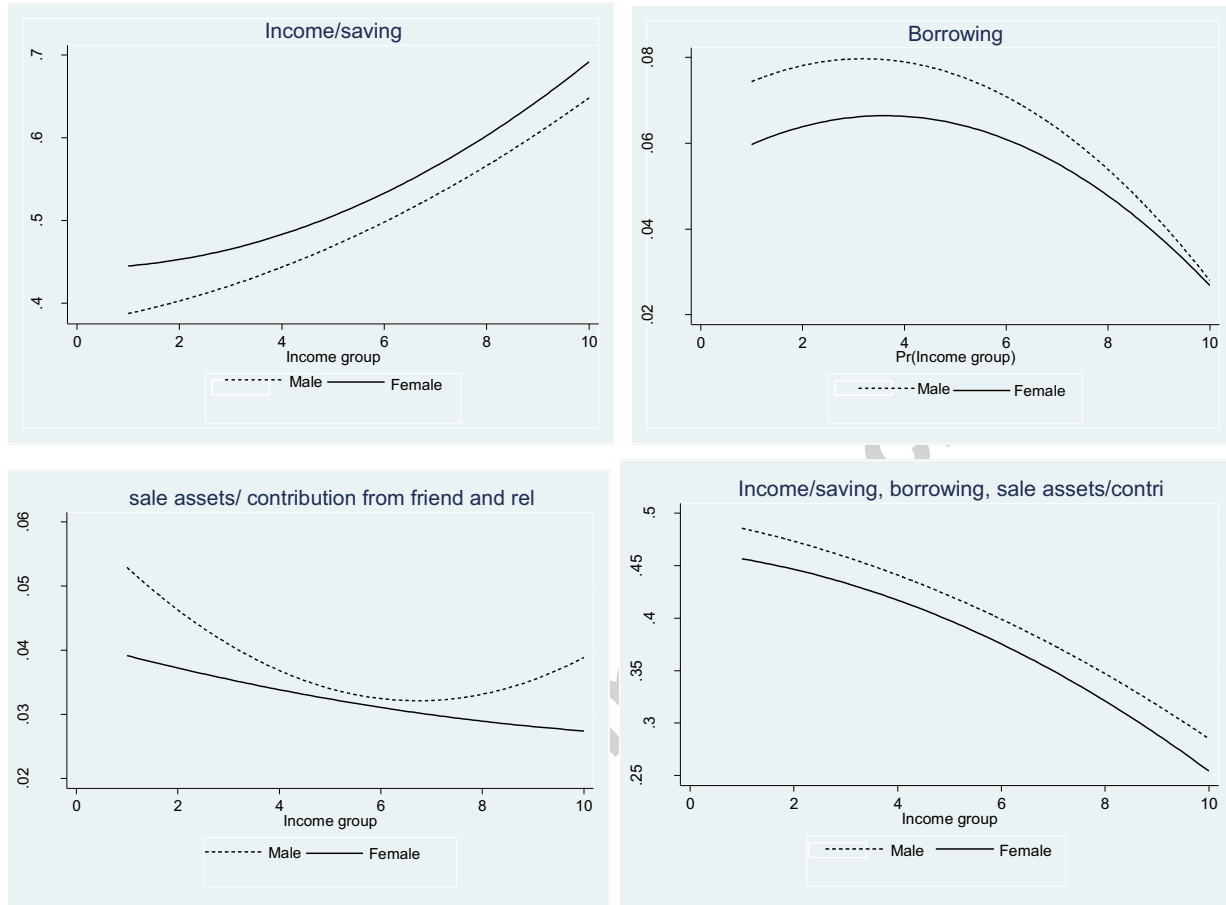 Income/saving
.7
.6
.5
.4
0 2 4 6 8 10
Income group
Male Female
Borrowing
.08
.06
.04
.02
0 2 4 6 8 10
Pr(Income group)
Male Female
sale assets/ contribution from friend and rel
.06
.05
.04
.03
.02
0 2 4 6 8 10
Income group
Male Female
Income/saving, borrowing, sale assets/contri
.5
.45
.4
.35
.3
.25
0 2 4 6 8 10
Income group
Male Female